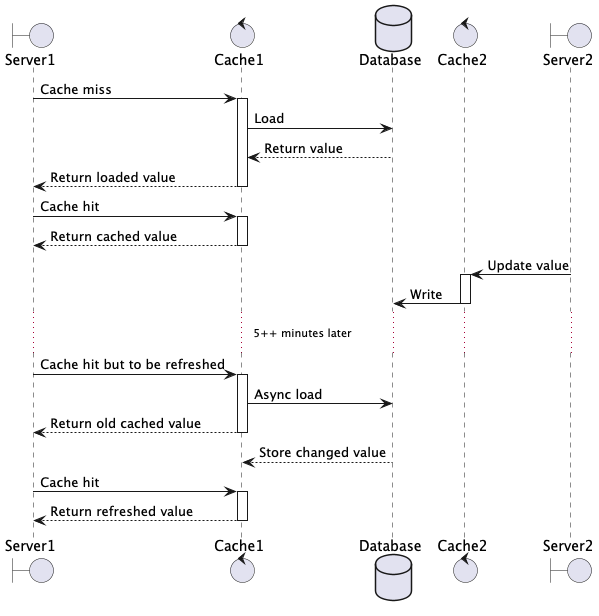 Server1 Cache1 Database Cache2 Server2
Cache miss
Load
Return value
Return loaded value
Cache hit
Return cached value
Update value
Write
5++ minutes later
Cache hit but to be refreshed
Async load
Return old cached value
Store changed value
Cache hit
Return refreshed value
Server1 Cache1 Database Cache2 Server2